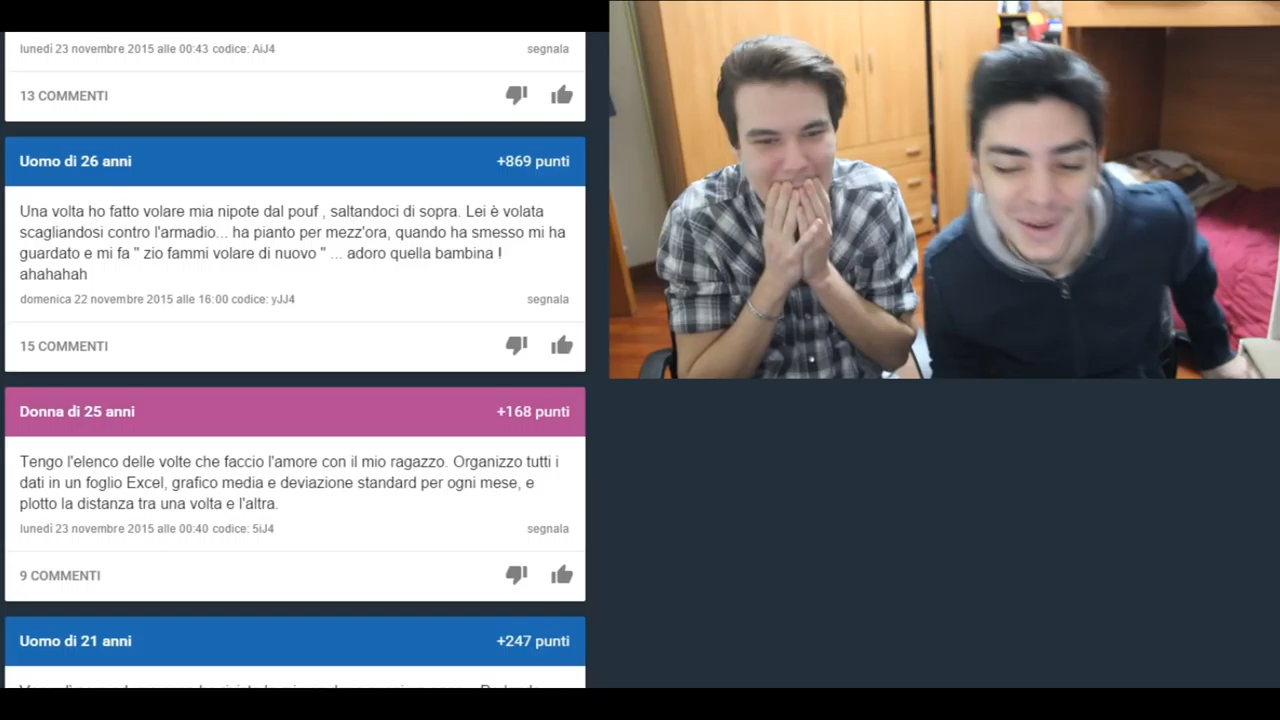 lunedì 23 novembre 2015 alle 00:43 codice: AiJ4 segnala
13 COMMENTI
Uomo di 26 anni +869 punti
Una volta ho fatto volare mia nipote dal pouf , saltandoci di sopra. Lei è volata
scagliandosi contro l'armadio... ha pianto per mezz'ora, quando ha smesso mi ha
guardato e mi fa " zio fammi volare di nuovo " ... adoro quella bambina !
ahahahah
domenica 22 novembre 2015 alle 16:00 codice: yJJ4 segnala
15 COMMENTI
Donna di 25 anni +168 punti
Tengo l'elenco delle volte che faccio l'amore con il mio ragazzo. Organizzo tutti i
dati in un foglio Excel, grafico media e deviazione standard per ogni mese, e
plotto la distanza tra una volta e l'altra.
lunedì 23 novembre 2015 alle 00:40 codice: 5iJ4 segnala
9 COMMENTI
Uomo di 21 anni +247 punti